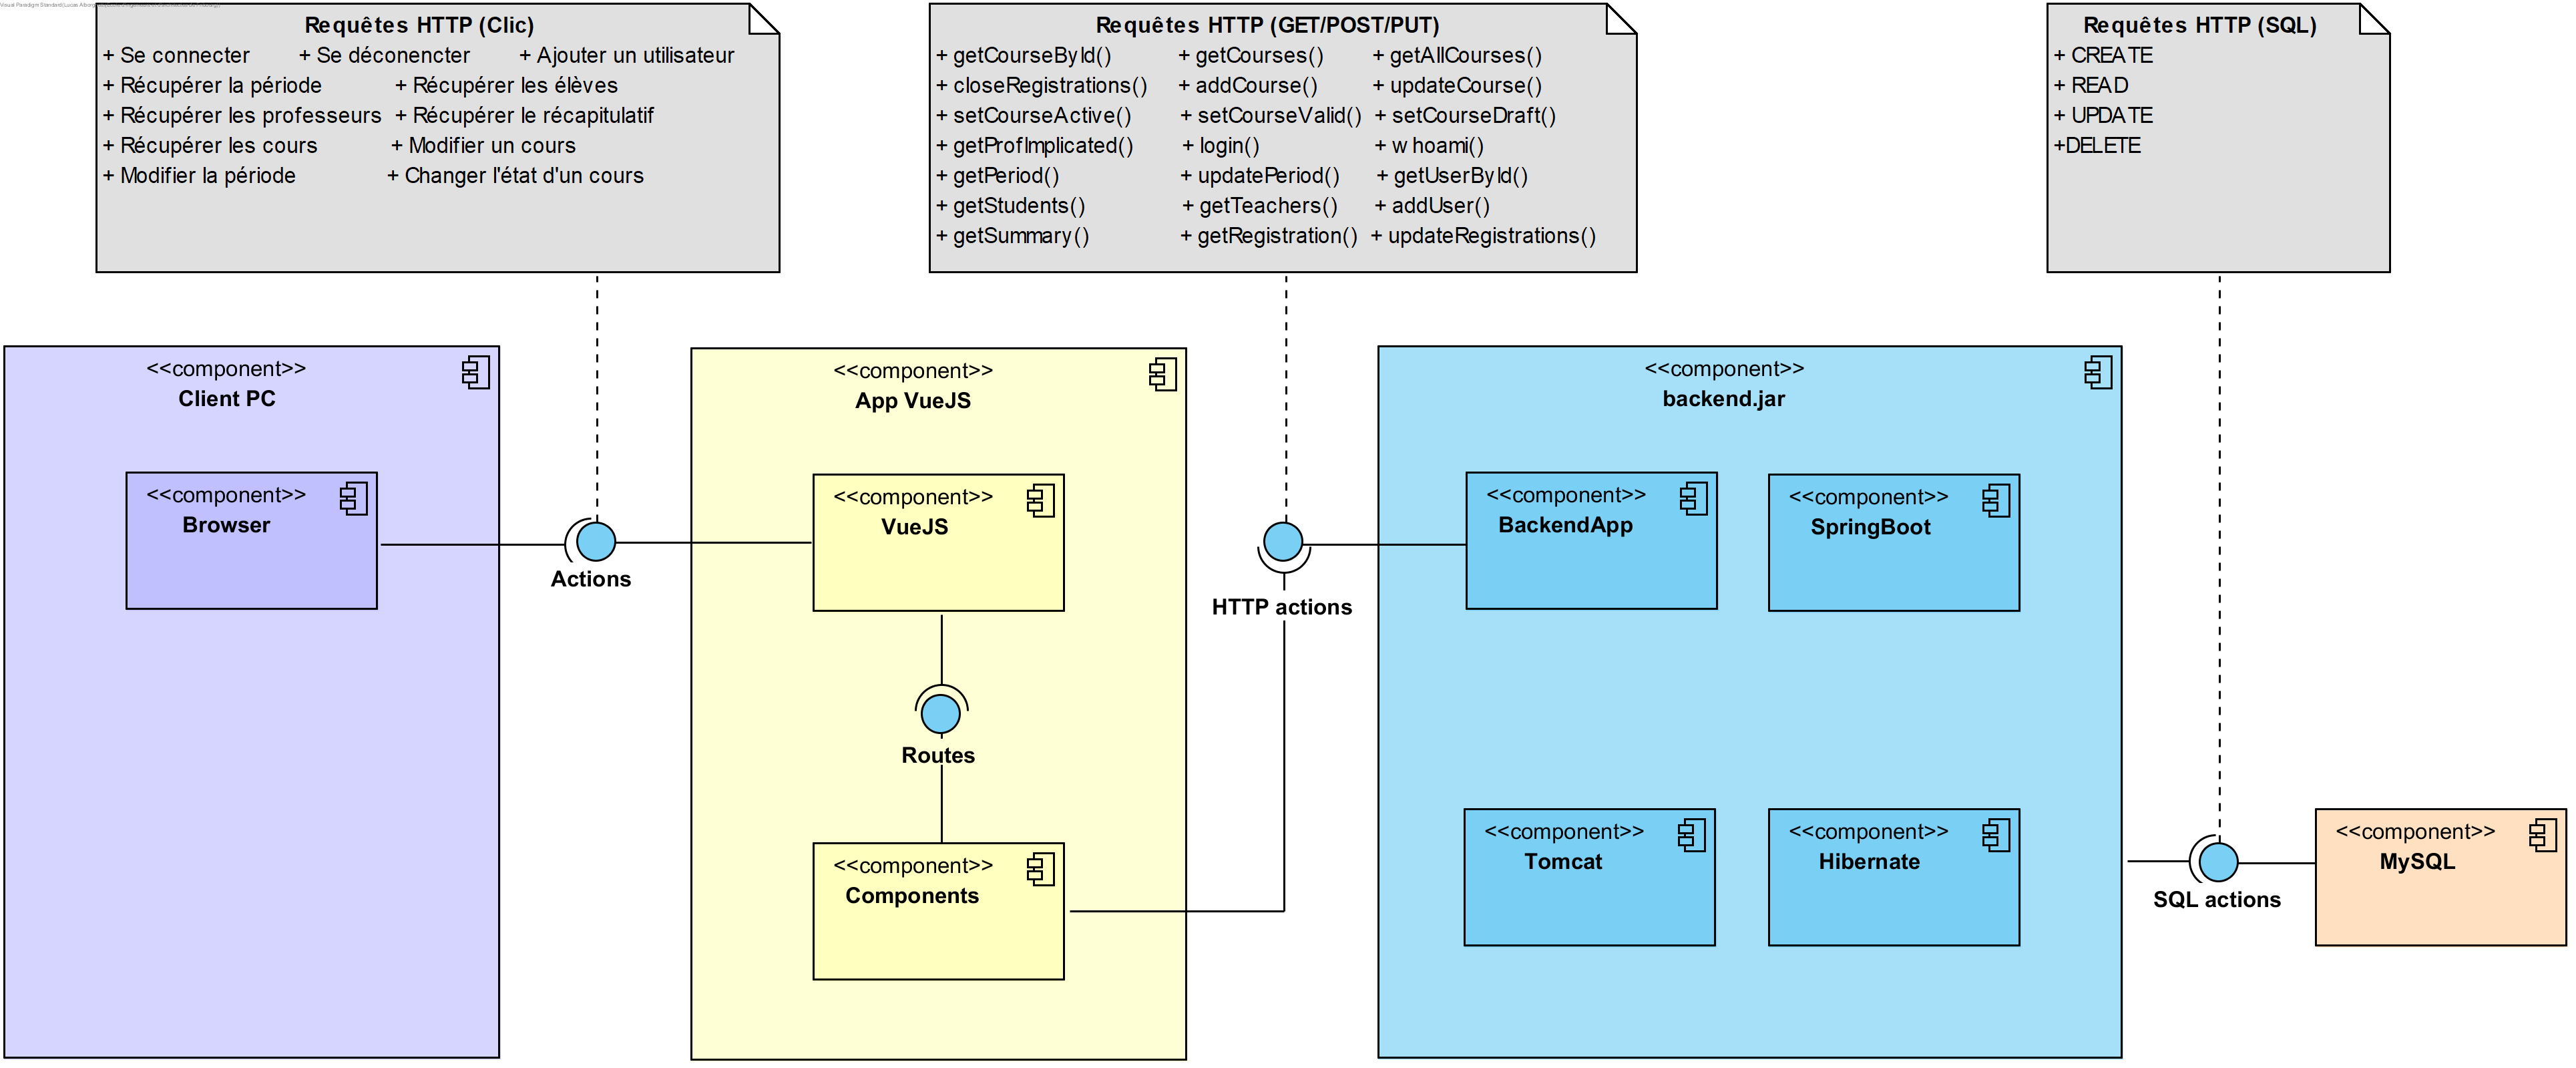 Requêtes HTTP (Clic)
+ Se connecter + Se déconencter + Ajouter un utilisateur
+ Récupérer la période + Récupérer les élèves
+ Récupérer les professeurs + Récupérer le récapitulatif
+ Récupérer les cours + Modifier un cours
+ Modifier la période + Changer l'état d'un cours
Requêtes HTTP (GET/POST/PUT)
+ getCourseById() + getCourses() + getAllCourses()
+ closeRegistrations() + addCourse() + updateCourse()
+ setCourseActive() + setCourseValid() + setCourseDraft()
+ getProfImplicated() + login() + whoami()
+ getPeriod() + updatePeriod() + getUserById()
+ getStudents() + getTeachers() + addUser()
+ getSummary() + getRegistration() + updateRegistrations()
Requêtes HTTP (SQL)
+ CREATE
+ READ
+ UPDATE
+DELETE
<<component>>
Client PC
<<component>>
Browser
Actions
<<component>>
App VueJS
<<component>>
VueJS
Routes
<<component>>
Components
HTTP actions
<<component>>
backend.jar
<<component>>
BackendApp
<<component>>
SpringBoot
<<component>>
Tomcat
<<component>>
Hibernate
SQL actions
<<component>>
MySQL